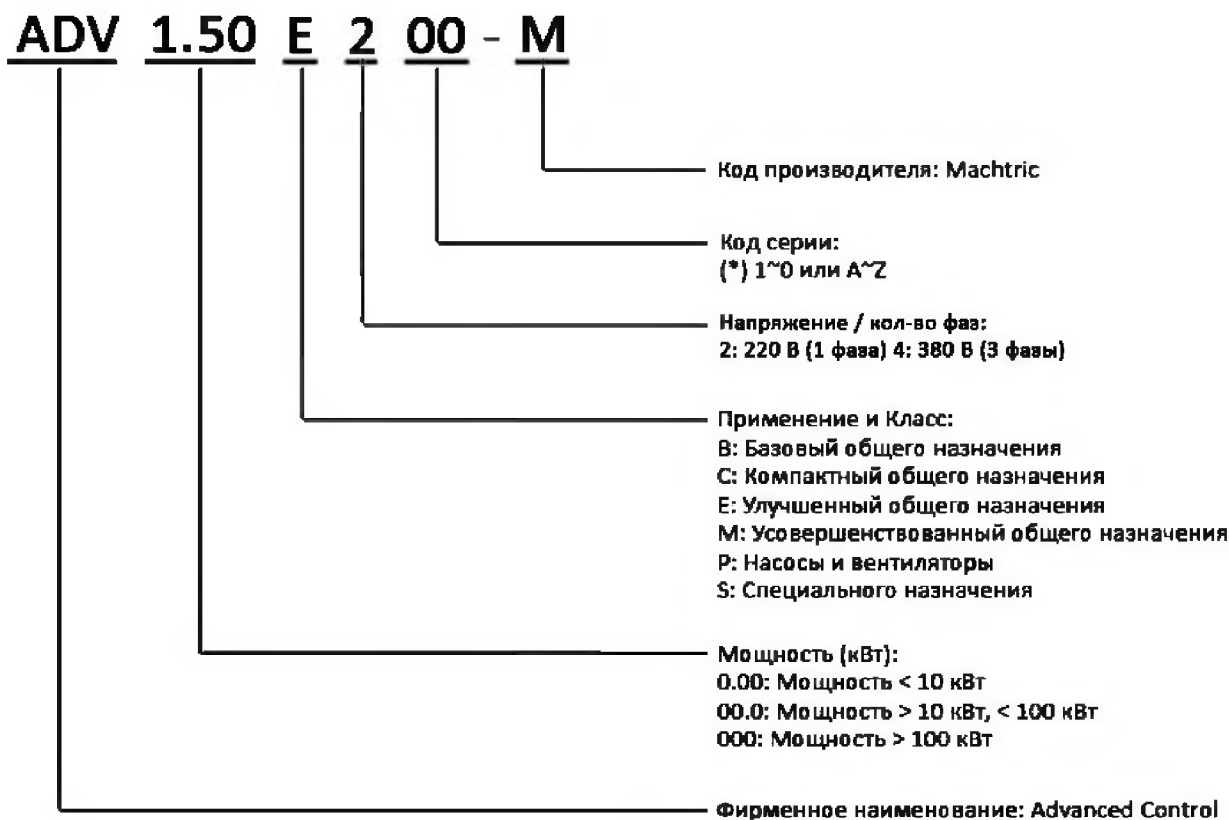 ADV 1.50 E 2 00 - M
Код производителя: Machtric
Код серии:
(*) 1~0 или A~Z
Напряжение / кол-во фаз:
2: 220 В (1 фаза) 4: 380 В (3 фазы)
Применение и Класс:
B: Базовый общего назначения
C: Компактный общего назначения
E: Улучшенный общего назначения
M: Усовершенствованный общего назначения
P: Насосы и вентиляторы
S: Специального назначения
Мощность (кВт):
0.00: Мощность < 10 кВт
00.0: Мощность > 10 кВт, < 100 кВт
000: Мощность > 100 кВт
Фирменное наименование: Advanced Control